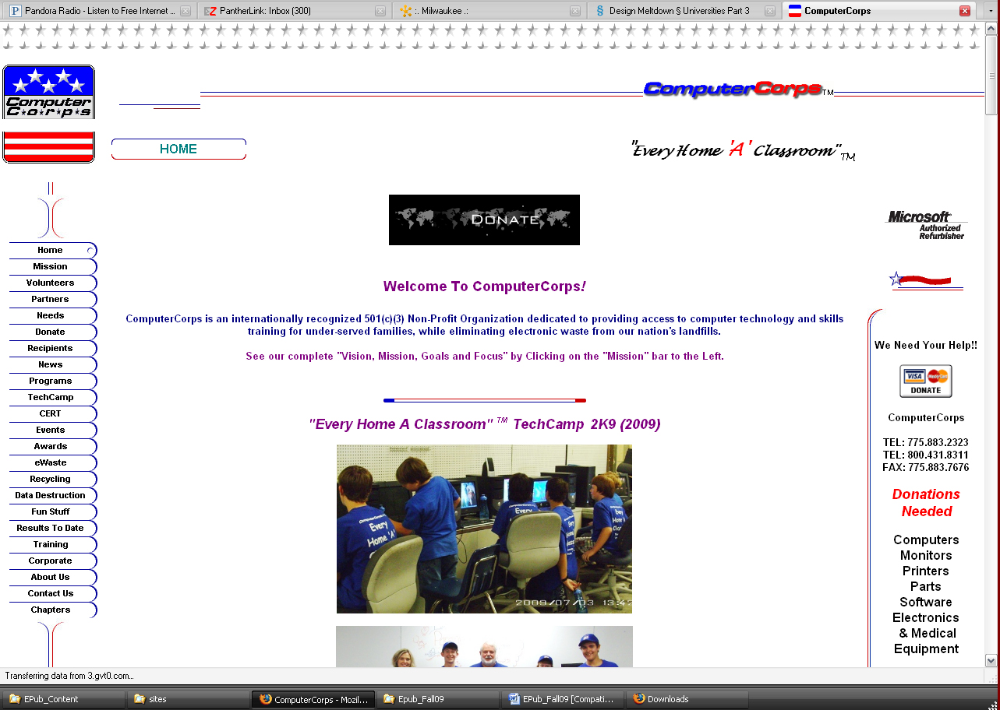 Pandora Radio - Listen to Free Internet ...
PantherLink: Inbox (300)
:. Milwaukee .:
Design Meltdown § Universities Part 3
ComputerCorps
Computer
C★o★r★p★s
ComputerCorps™
HOME
"Every Home 'A' Classroom"™
DONATE
Microsoft
Authorized
Refurbisher
Home
Mission
Volunteers
Partners
Needs
Donate
Recipients
News
Programs
TechCamp
CERT
Events
Awards
eWaste
Recycling
Data Destruction
Fun Stuff
Results To Date
Training
Corporate
About Us
Contact Us
Chapters
Welcome To ComputerCorps!
ComputerCorps is an internationally recognized 501(c)(3) Non-Profit Organization dedicated to providing access to computer technology and skills
training for under-served families, while eliminating electronic waste from our nation's landfills.
See our complete "Vision, Mission, Goals and Focus" by Clicking on the "Mission" bar to the Left.
"Every Home A Classroom" ™ TechCamp 2K9 (2009)
Every
Home 'A'
Every
Home
2009/07/03 13:42
We Need Your Help!!
VISA MasterCard
DONATE
ComputerCorps
TEL: 775.883.2323
TEL: 800.431.8311
FAX: 775.883.7676
Donations
Needed
Computers
Monitors
Printers
Parts
Software
Electronics
& Medical
Equipment
Transferring data from 3.gvt0.com...
EPub_Content
sites
ComputerCorps - Mozil...
Epub_Fall09
EPub_Fall09 [Compati...
Downloads